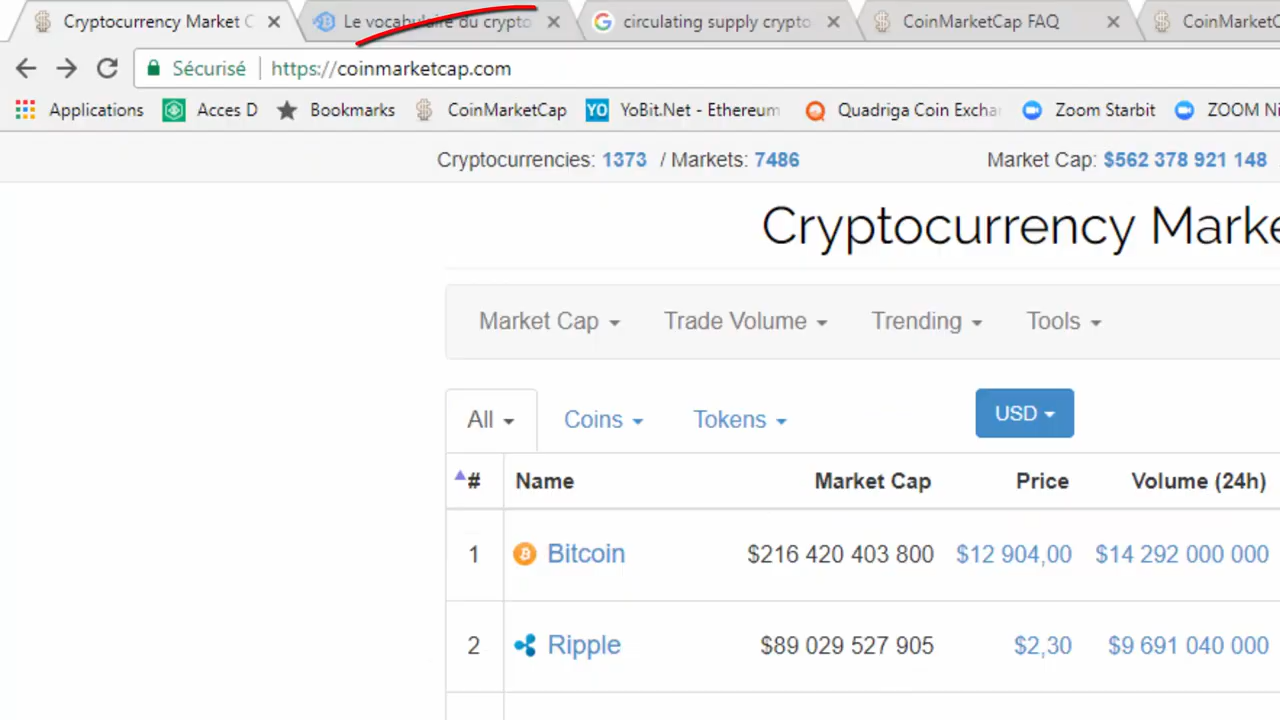 Cryptocurrency Market C
Le vocabulaire du crypto
circulating supply crypto
CoinMarketCap FAQ
CoinMarketC
Sécurisé https://coinmarketcap.com
Applications Acces D Bookmarks CoinMarketCap YO YoBit.Net - Ethereum Quadriga Coin Excha Zoom Starbit ZOOM Ni
Cryptocurrencies: 1373 / Markets: 7486 Market Cap: $562 378 921 148
Cryptocurrency Marke
Market Cap Trade Volume Trending Tools
All Coins Tokens USD
# Name Market Cap Price Volume (24h)
1 Bitcoin $216 420 403 800 $12 904,00 $14 292 000 000
2 Ripple $89 029 527 905 $2,30 $9 691 040 000